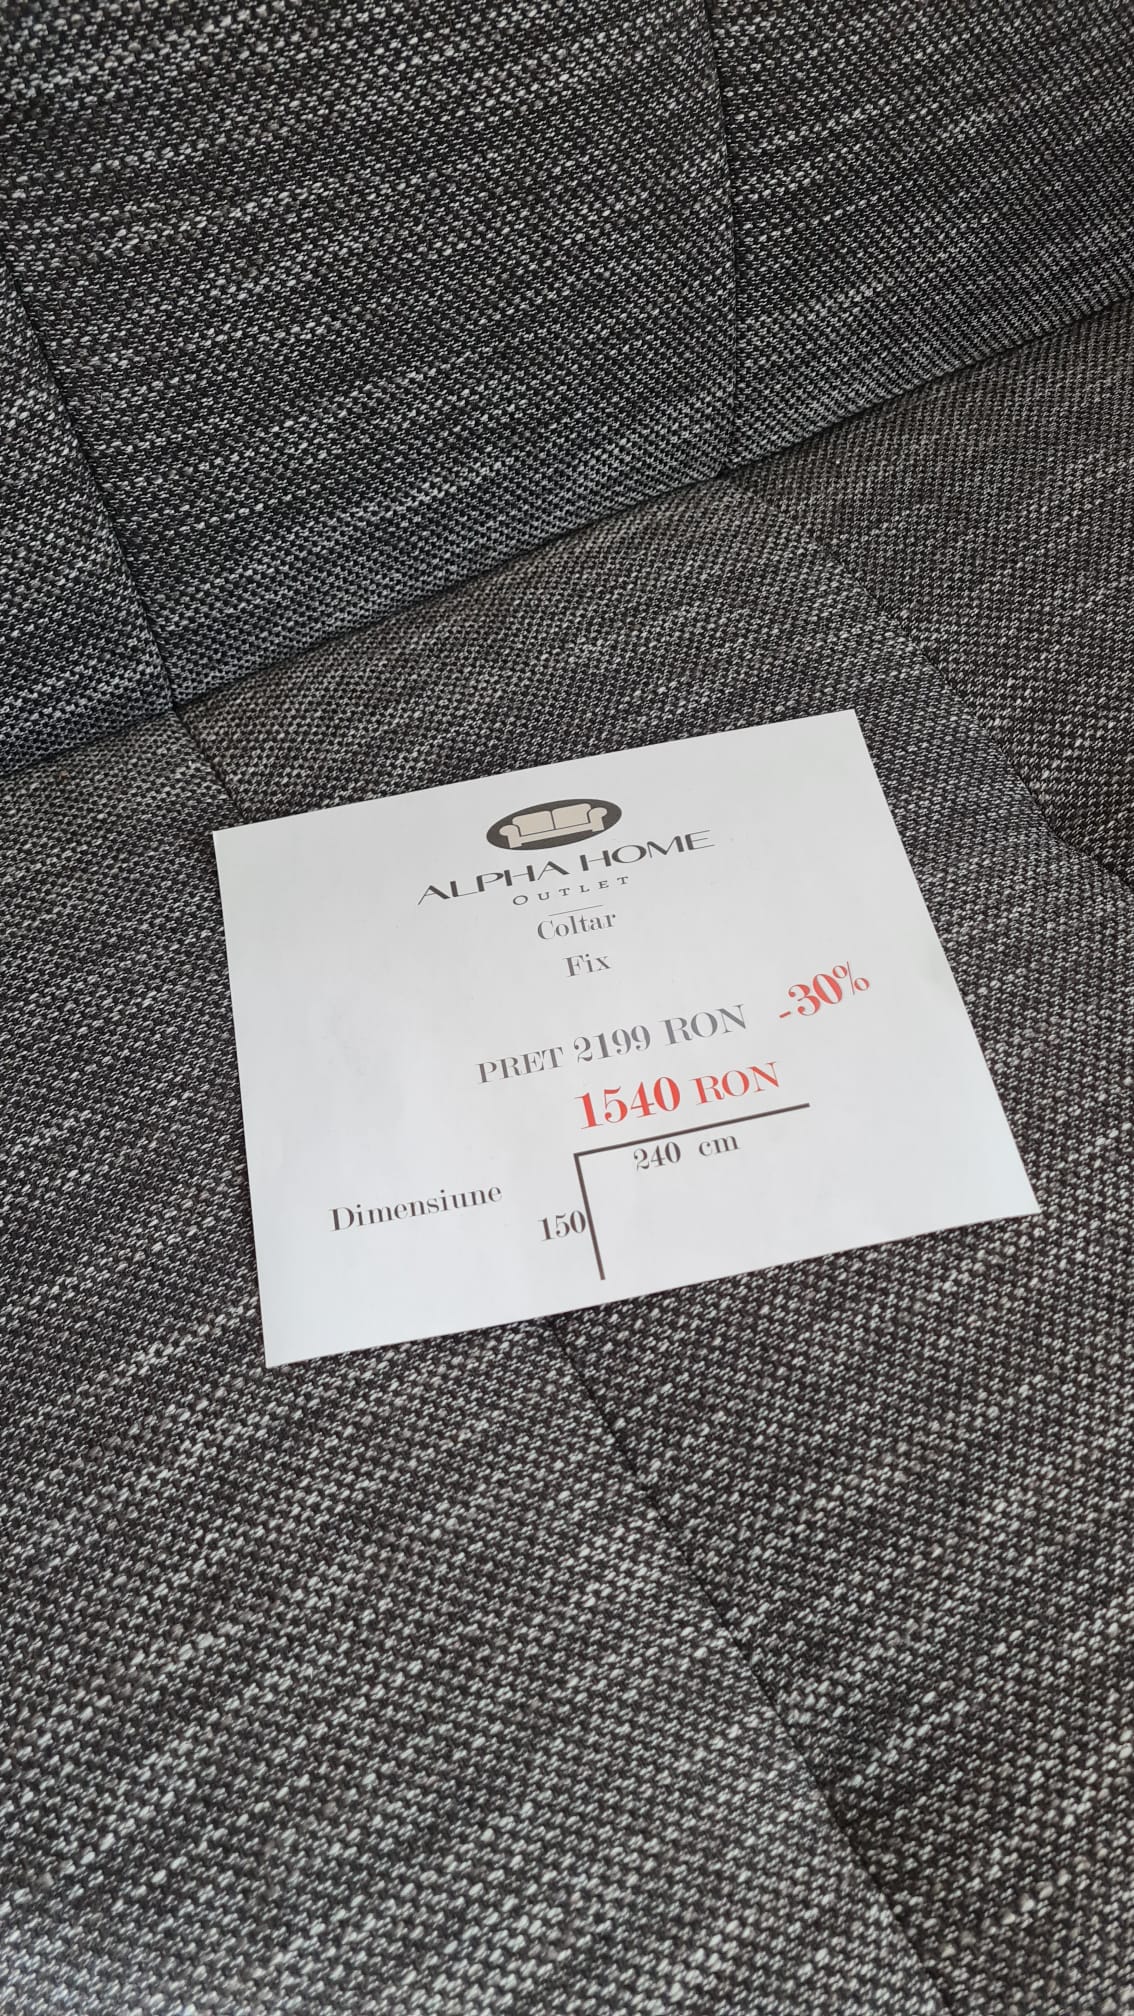 ALPHA HOME
OUTLET
Coltar
Fix
PRET 2199 RON -30%
1540 RON
240 cm
Dimensiune
150